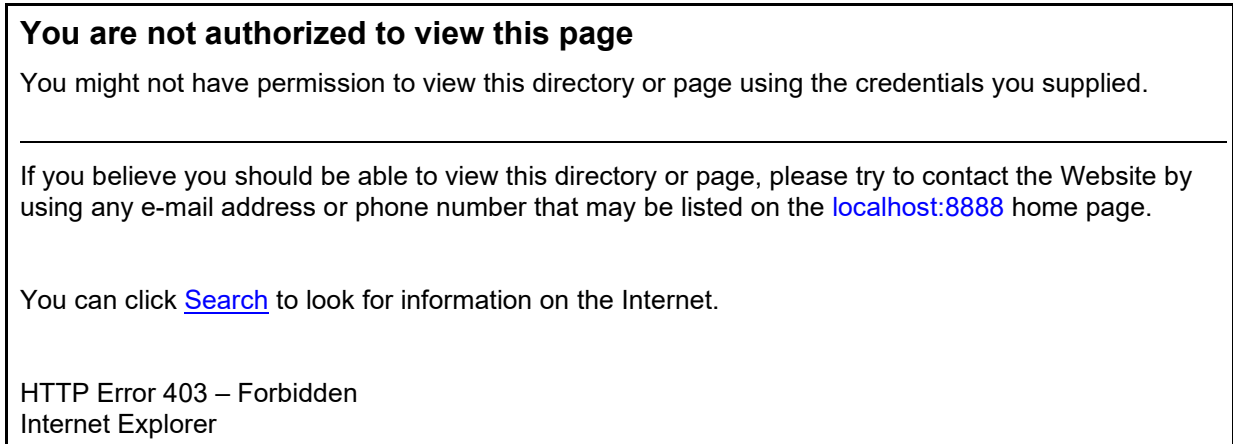 You are not authorized to view this page
You might not have permission to view this directory or page using the credentials you supplied.
If you believe you should be able to view this directory or page, please try to contact the Website by
using any e-mail address or phone number that may be listed on the localhost:8888 home page.
You can click Search to look for information on the Internet.
HTTP Error 403 – Forbidden
Internet Explorer